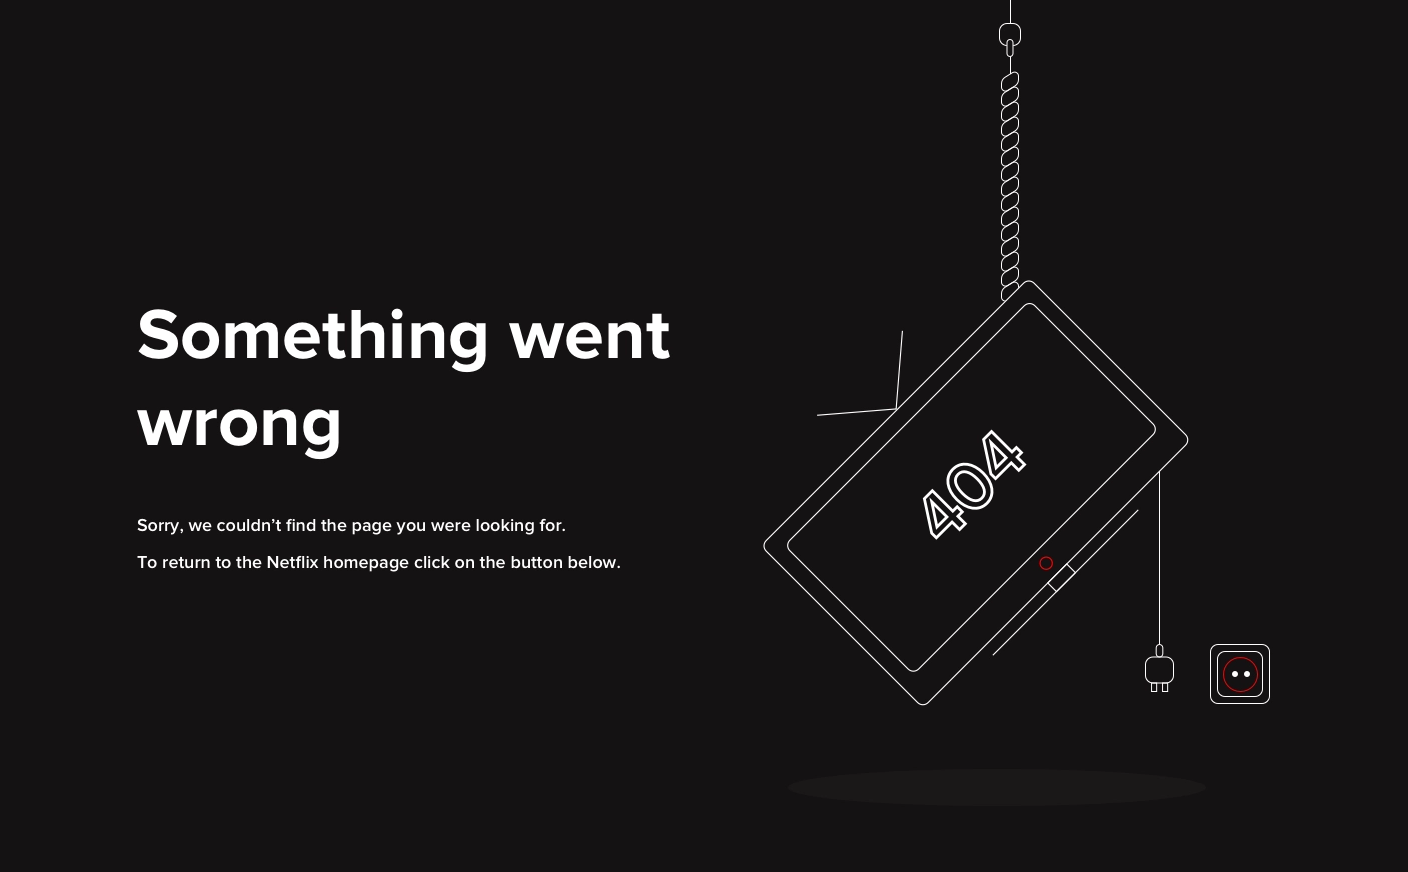 Something went
wrong
Sorry, we couldn’t find the page you were looking for.
To return to the Netflix homepage click on the button below.
404